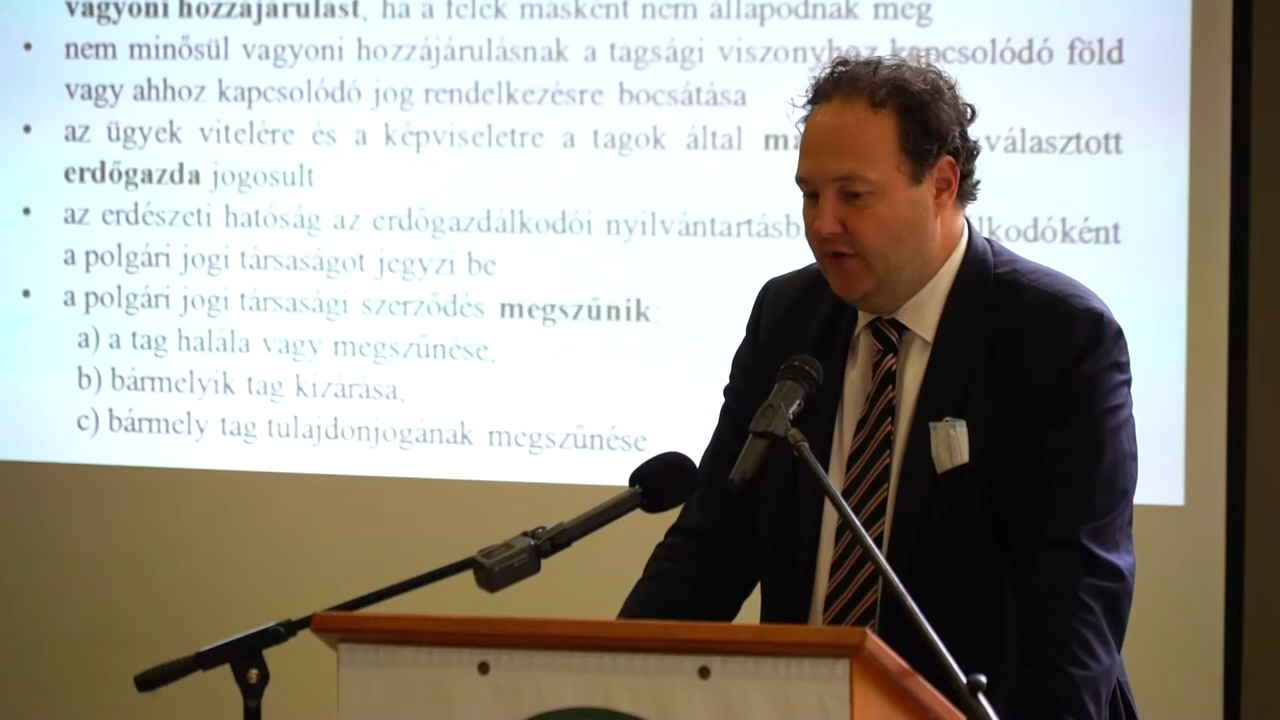 vagyoni hozzájárulást, ha a felek másként nem állapodnak meg
• nem minősül vagyoni hozzájárulásnak a tagsági viszonyhoz kapcsolódó föld
vagy ahhoz kapcsolódó jog rendelkezésre bocsátása
• az ügyek vitelére és a képviseletre a tagok által választott
erdőgazda jogosult
• az erdészeti hatóság az erdőgazdálkodói
a polgári jogi társaságot jegyzi be
• a polgári jogi társasági szerződés megszűnik:
a) a tag halála vagy megszűnése,
b) bármelyik tag kizárása,
c) bármely tag tulajdonjogának megszűnése